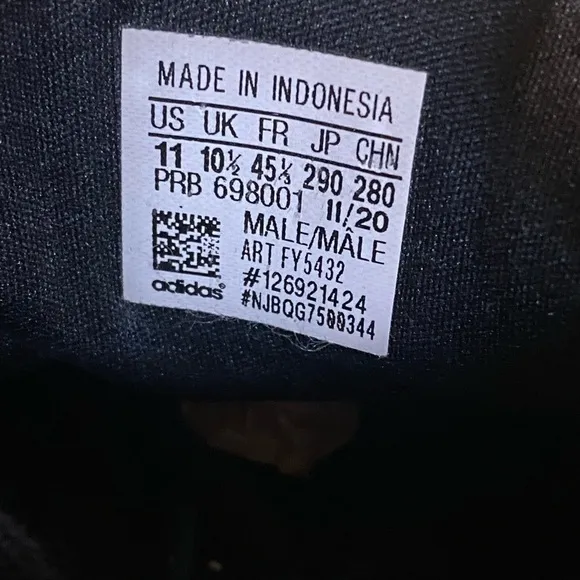 MADE IN INDONESIA
US UK FR JP CHN
11 10½ 45⅓ 290 280
PRB 698001 11/20
MALE/MÂLE
ART FY5432
#126921424
#NJBQG7500344
adidas